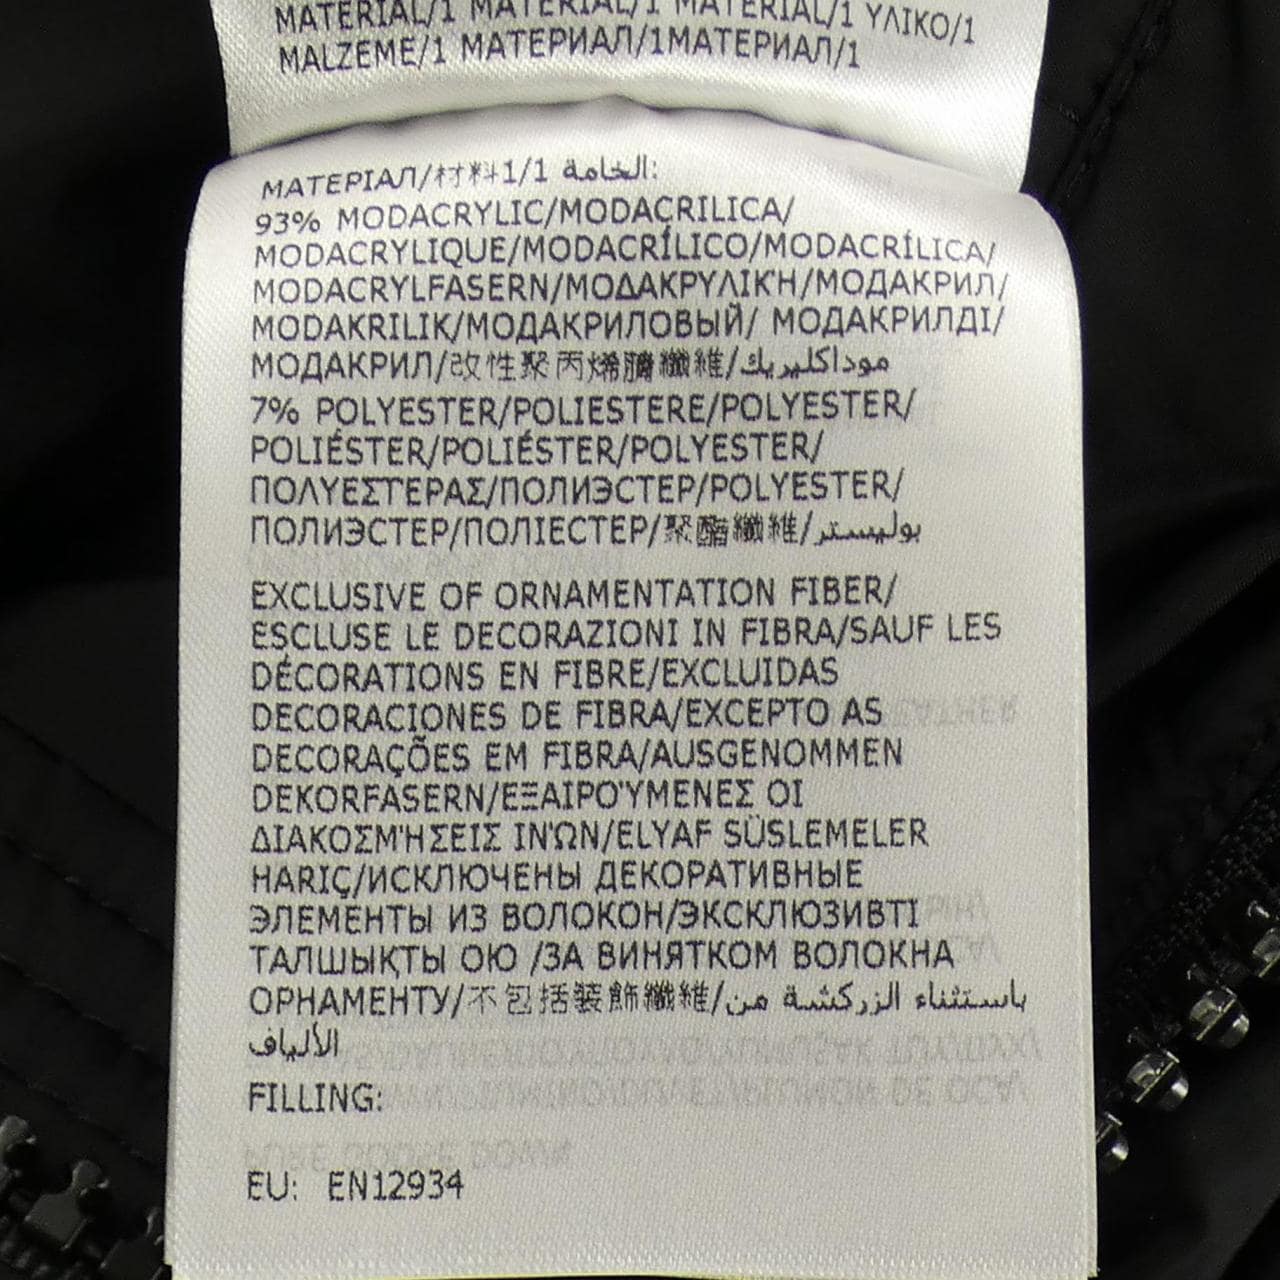 MATERIAL/1 MATERIAL/1 MATERIAL/1 ΥΛΙΚΟ/1
MALZEME/1 МАТЕРИАЛ/1МАТЕРИАЛ/1
МАТЕРІАЛ/材料1/1 الخامة:
93% MODACRYLIC/MODACRILICA/
MODACRYLIQUE/MODACRÍLICO/MODACRÍLICA/
MODACRYLFASERN/ΜΟΔΑΚΡΥΛΙΚΉ/МОДАКРИЛ/
MODAKRILIK/МОДАКРИЛОВЫЙ/ МОДАКРИЛДІ/
МОДАКРИЛ/改性聚丙烯腈纖維/موداكليريك
7% POLYESTER/POLIESTERE/POLYESTER/
POLIÉSTER/POLIÉSTER/POLYESTER/
ΠΟΛΥΕΣΤΕΡΑΣ/ПОЛИЭСТЕР/POLYESTER/
ПОЛИЭСТЕР/ПОЛІЕСТЕР/聚酯纖維/بوليستر
EXCLUSIVE OF ORNAMENTATION FIBER/
ESCLUSE LE DECORAZIONI IN FIBRA/SAUF LES
DÉCORATIONS EN FIBRE/EXCLUIDAS
DECORACIONES DE FIBRA/EXCEPTO AS
DECORAÇÕES EM FIBRA/AUSGENOMMEN
DEKORFASERN/ΕΞΑΙΡΟΎΜΕΝΕΣ ΟΙ
ΔΙΑΚΟΣΜΉΣΕΙΣ ΙΝΏΝ/ELYAF SÜSLEMELER
HARIÇ/ИСКЛЮЧЕНЫ ДЕКОРАТИВНЫЕ
ЭЛЕМЕНТЫ ИЗ ВОЛОКОН/ЭКСКЛЮЗИВТІ
ТАЛШЫҚТЫ ОЮ /ЗА ВИНЯТКОМ ВОЛОКНА
ОРНАМЕНТУ/不包括裝飾纖維/باستثناء الزركشة من
الألياف
FILLING:
EU: EN12934